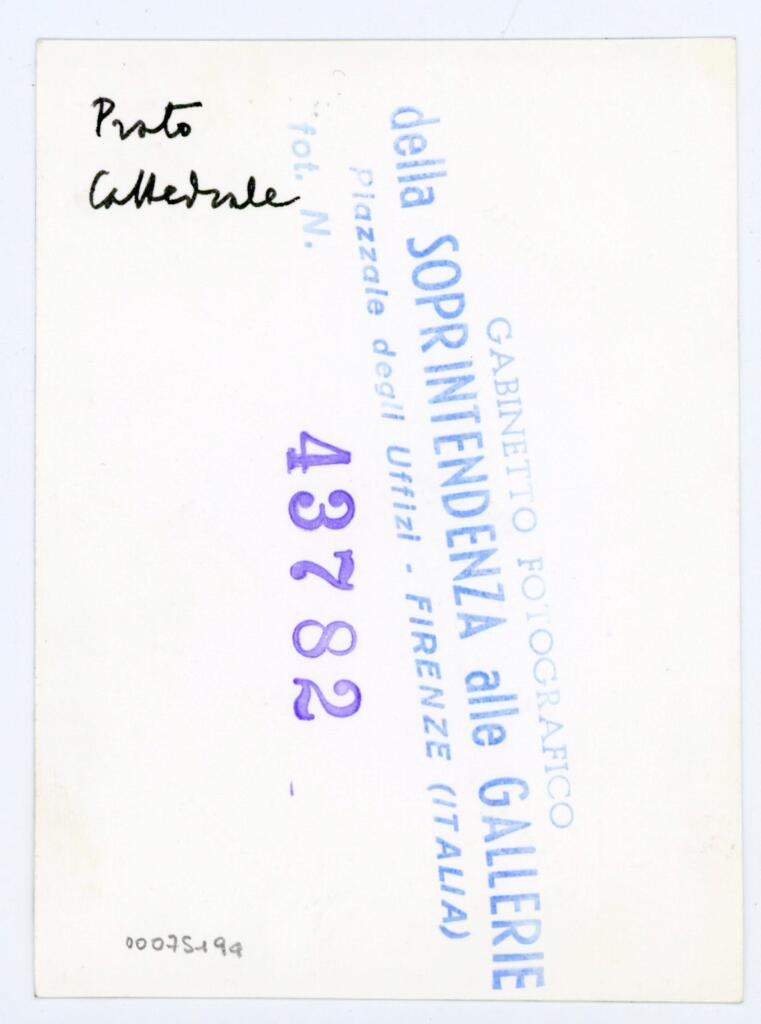 Prato
Cattedrale
GABINETTO FOTOGRAFICO
della SOPRINTENDENZA alle GALLERIE
Piazzale degli Uffizi - FIRENZE (ITALIA)
fot. N.
43782
00075194